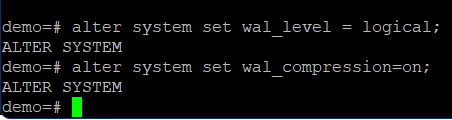 demo=# alter system set wal_level = logical;
ALTER SYSTEM
demo=# alter system set wal_compression=on;
ALTER SYSTEM
demo=#